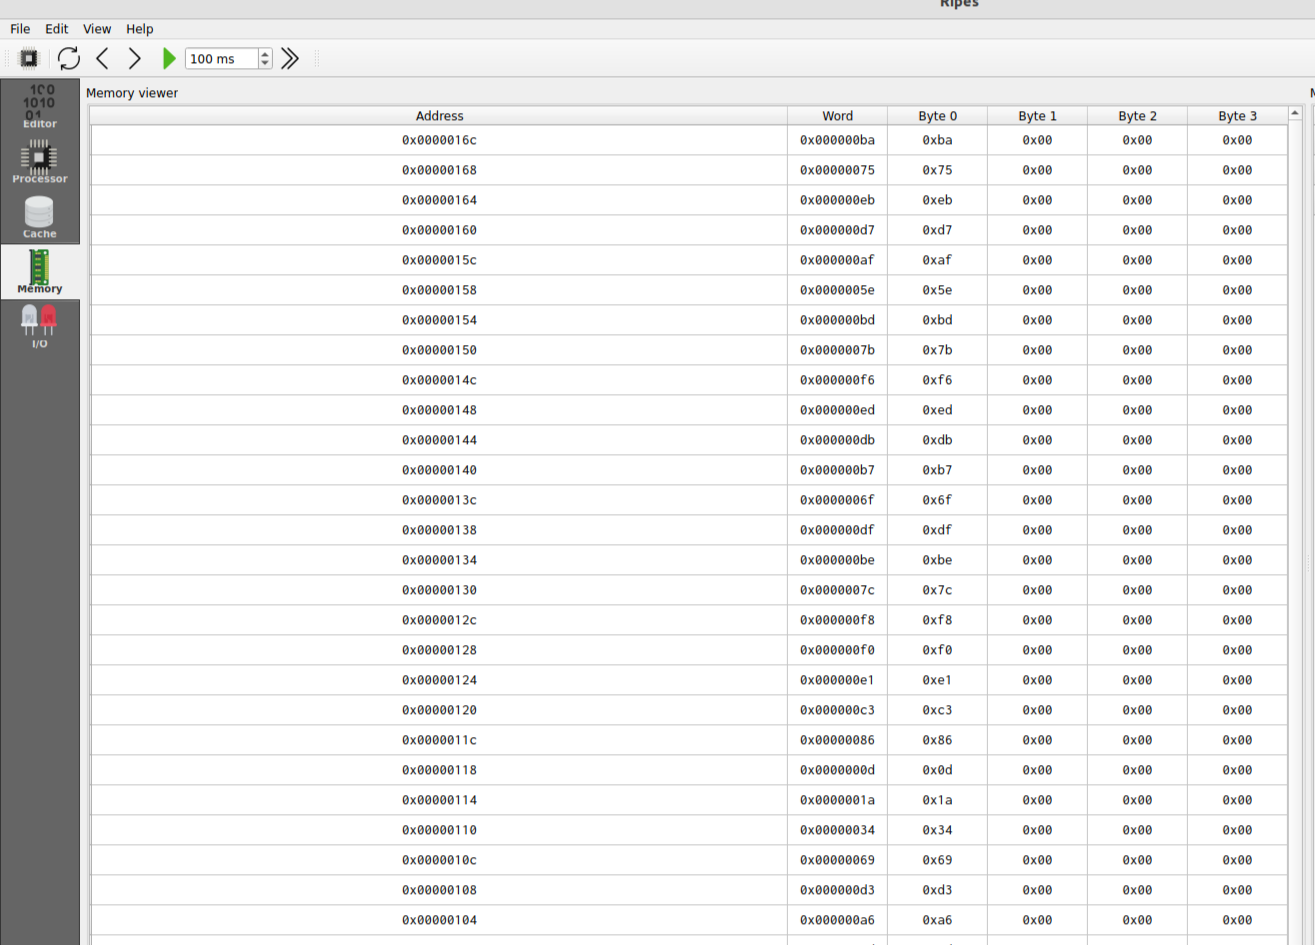 Ripes
File Edit View Help
100 ms
Editor
Processor
Cache
Memory
I/O
Memory viewer
Address Word Byte 0 Byte 1 Byte 2 Byte 3
0x0000016c 0x000000ba 0xba 0x00 0x00 0x00
0x00000168 0x00000075 0x75 0x00 0x00 0x00
0x00000164 0x000000eb 0xeb 0x00 0x00 0x00
0x00000160 0x000000d7 0xd7 0x00 0x00 0x00
0x0000015c 0x000000af 0xaf 0x00 0x00 0x00
0x00000158 0x0000005e 0x5e 0x00 0x00 0x00
0x00000154 0x000000bd 0xbd 0x00 0x00 0x00
0x00000150 0x0000007b 0x7b 0x00 0x00 0x00
0x0000014c 0x000000f6 0xf6 0x00 0x00 0x00
0x00000148 0x000000ed 0xed 0x00 0x00 0x00
0x00000144 0x000000db 0xdb 0x00 0x00 0x00
0x00000140 0x000000b7 0xb7 0x00 0x00 0x00
0x0000013c 0x0000006f 0x6f 0x00 0x00 0x00
0x00000138 0x000000df 0xdf 0x00 0x00 0x00
0x00000134 0x000000be 0xbe 0x00 0x00 0x00
0x00000130 0x0000007c 0x7c 0x00 0x00 0x00
0x0000012c 0x000000f8 0xf8 0x00 0x00 0x00
0x00000128 0x000000f0 0xf0 0x00 0x00 0x00
0x00000124 0x000000e1 0xe1 0x00 0x00 0x00
0x00000120 0x000000c3 0xc3 0x00 0x00 0x00
0x0000011c 0x00000086 0x86 0x00 0x00 0x00
0x00000118 0x0000000d 0x0d 0x00 0x00 0x00
0x00000114 0x0000001a 0x1a 0x00 0x00 0x00
0x00000110 0x00000034 0x34 0x00 0x00 0x00
0x0000010c 0x00000069 0x69 0x00 0x00 0x00
0x00000108 0x000000d3 0xd3 0x00 0x00 0x00
0x00000104 0x000000a6 0xa6 0x00 0x00 0x00